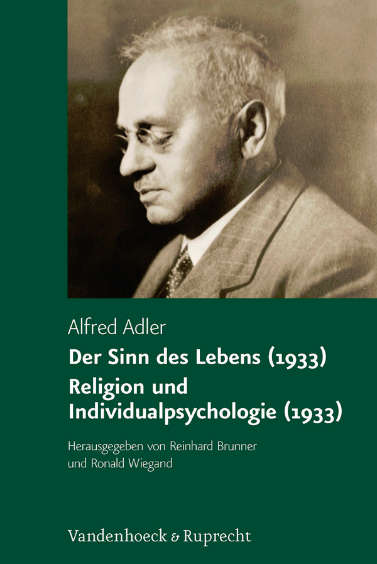 Alfred Adler
Der Sinn des Lebens (1933)
Religion und
Individualpsychologie (1933)
Herausgegeben von Reinhard Brunner
und Ronald Wiegand
Vandenhoeck & Ruprecht